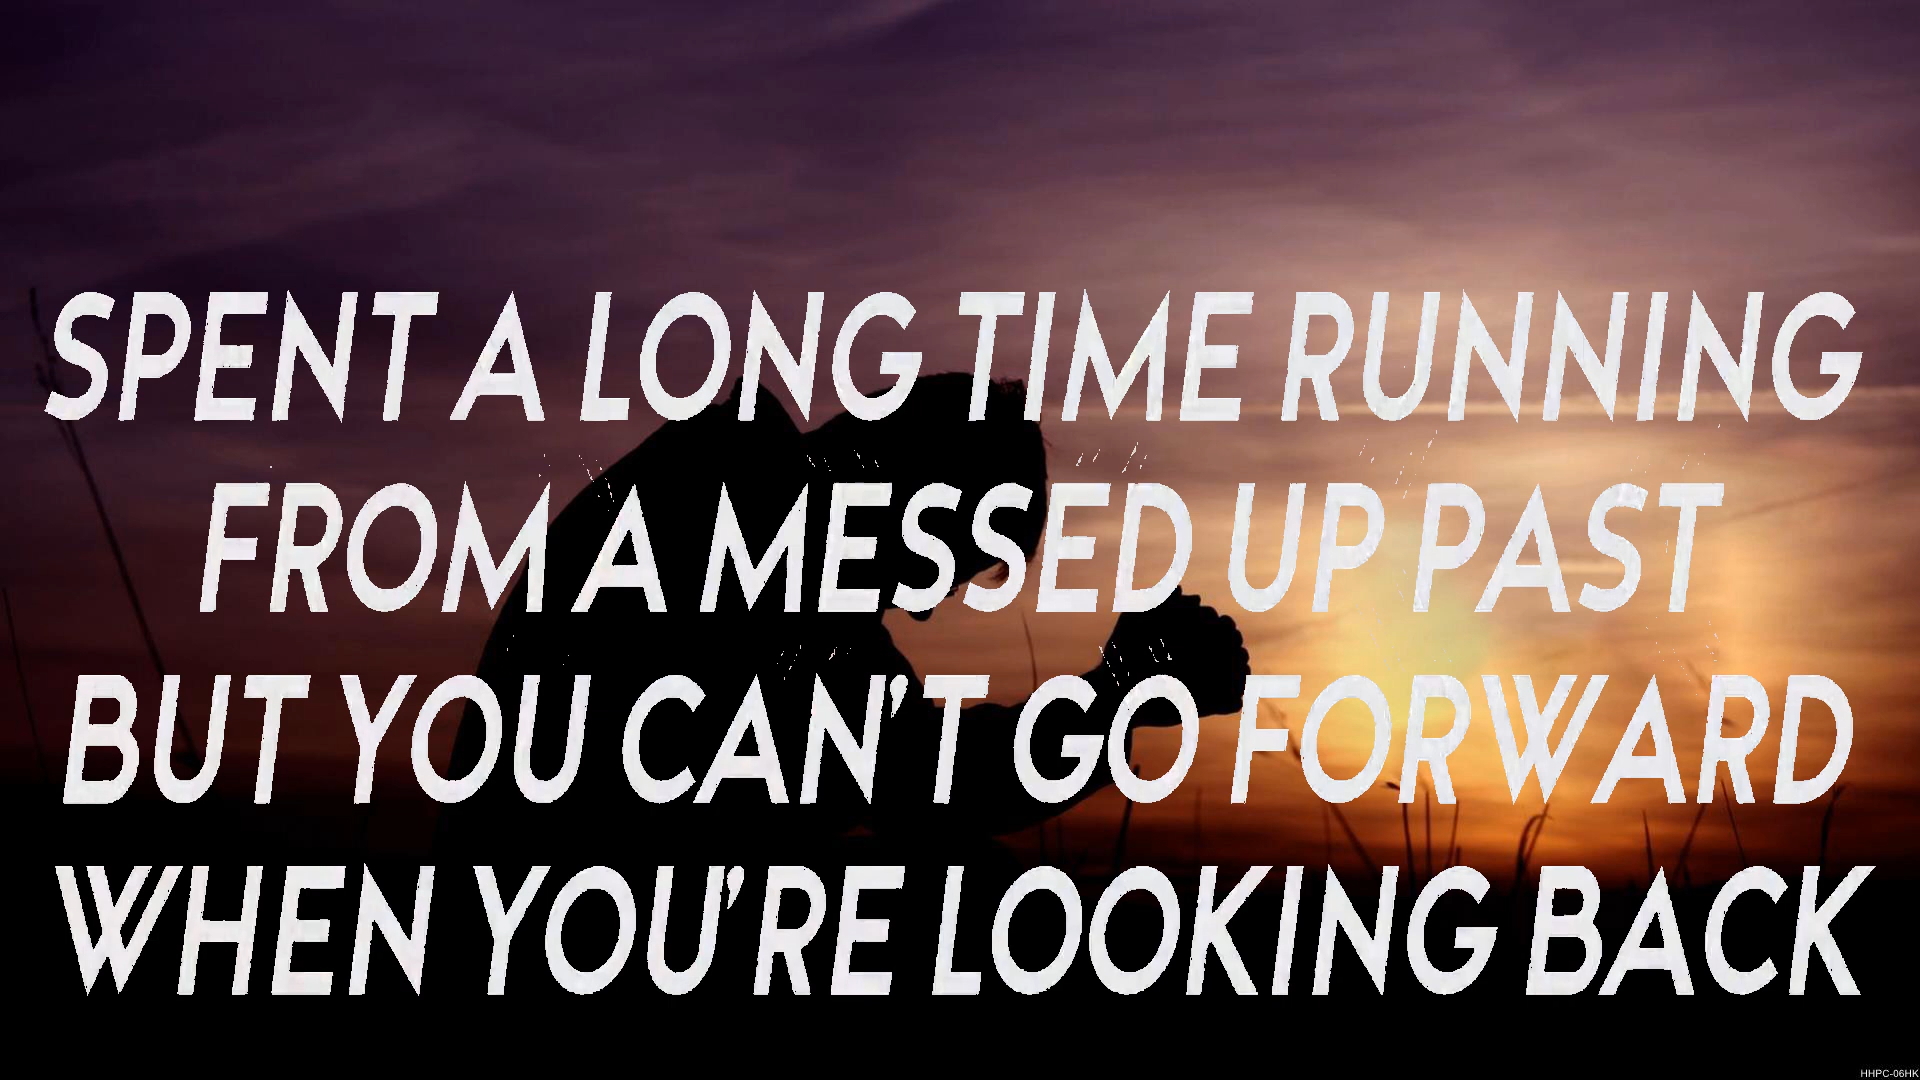 SPENT A LONG TIME RUNNING
FROM A MESSED UP PAST
BUT YOU CAN'T GO FORWARD
WHEN YOU'RE LOOKING BACK
HHPC-06HK